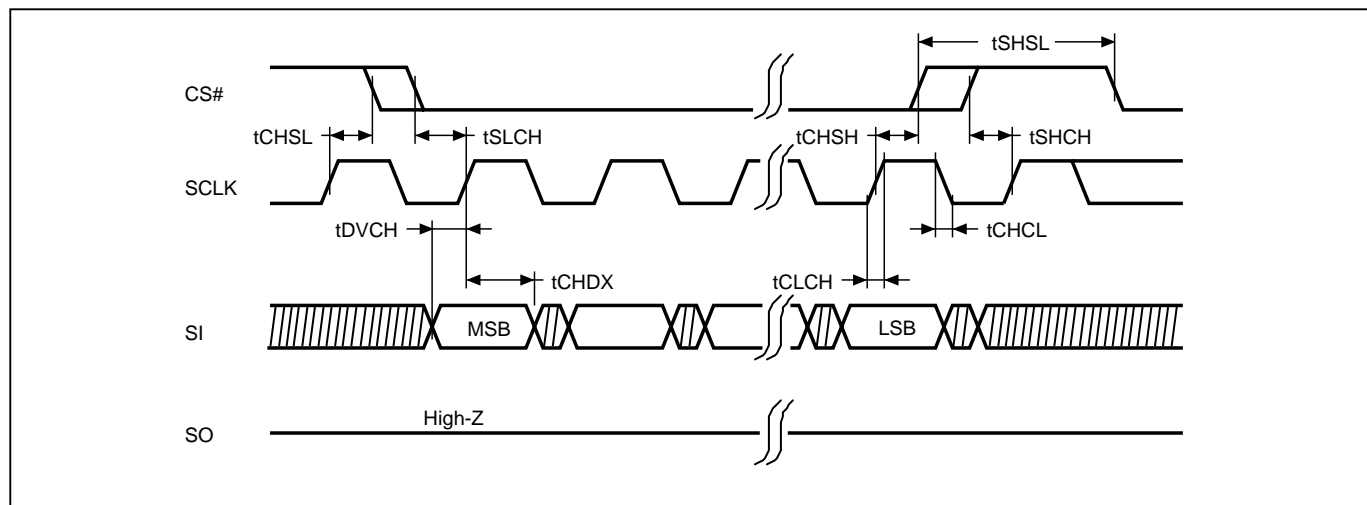 tSHSL
CS#
tCHSL
tSLCH
tCHSH
tSHCH
SCLK
tDVCH
tCHCL
tCHDX
tCLCH
SI
MSB
LSB
High-Z
SO